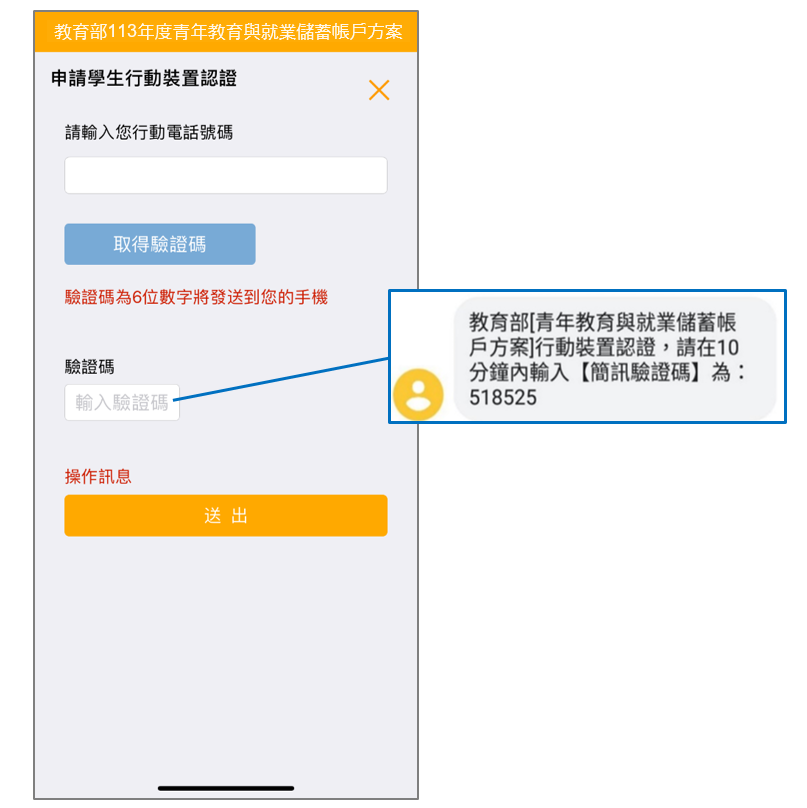 教育部113年度青年教育與就業儲蓄帳戶方案
申請學生行動裝置認證
請輸入您行動電話號碼
取得驗證碼
驗證碼為6位數字將發送到您的手機
驗證碼
輸入驗證碼
操作訊息
送 出
教育部[青年教育與就業儲蓄帳
戶方案]行動裝置認證，請在10
分鐘內輸入【簡訊驗證碼】為：
518525